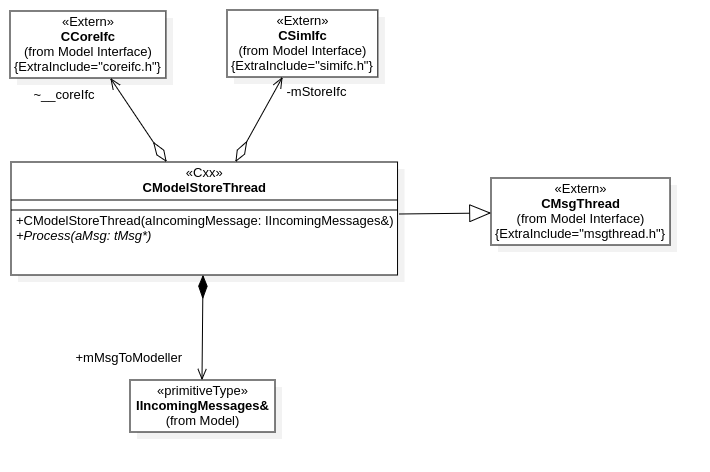 «Extern»
CCoreIfc
(from Model Interface)
{ExtraInclude="coreifc.h"}
«Extern»
CSimIfc
(from Model Interface)
{ExtraInclude="simifc.h"}
~__coreIfc
-mStoreIfc
«Cxx»
CModelStoreThread
+CModelStoreThread(aIncomingMessage: IIncomingMessages&)
+Process(aMsg: tMsg*)
«Extern»
CMsgThread
(from Model Interface)
{ExtraInclude="msgthread.h"}
+mMsgToModeller
«primitiveType»
IIncomingMessages&
(from Model)